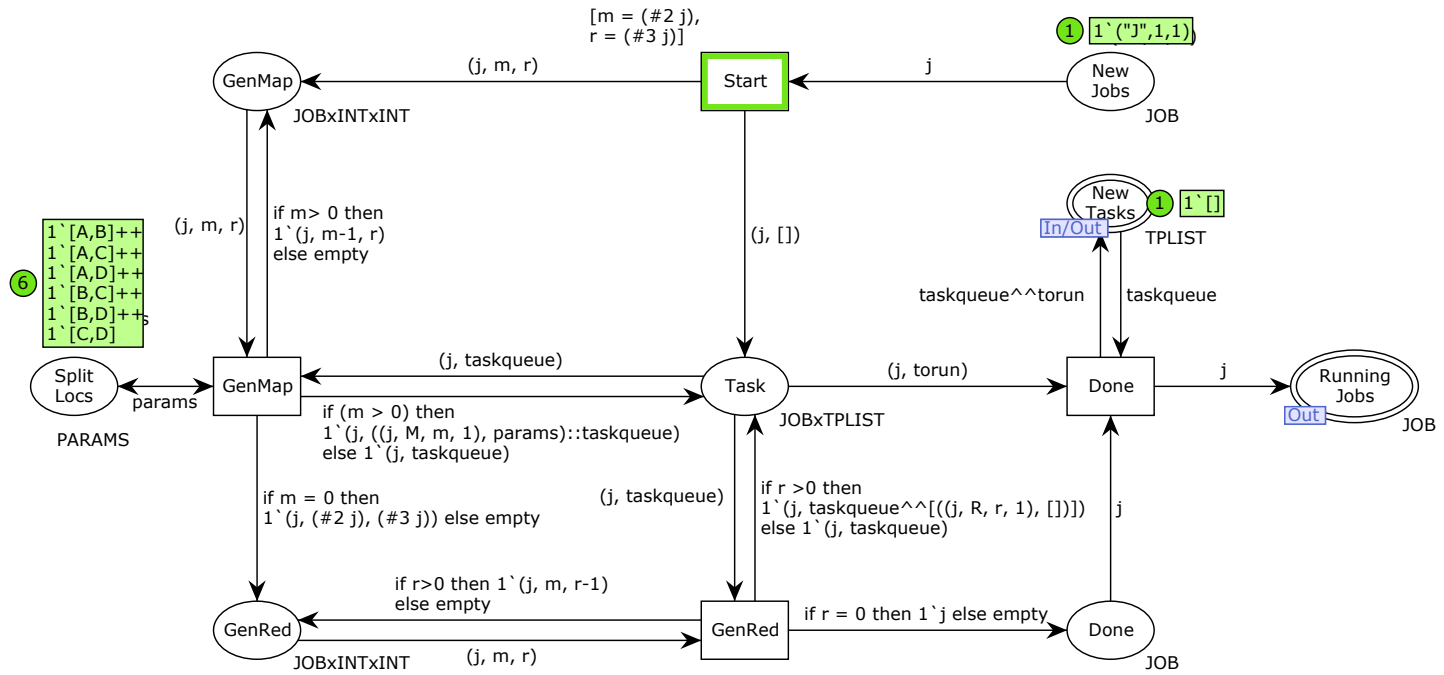 [m = (#2 j),
r = (#3 j)]
1
1`("J",1,1)
GenMap
(j, m, r)
Start
j
New
Jobs
JOBxINTxINT
JOB
New
Tasks
1
1`[]
In/Out
TPLIST
(j, m, r)
if m> 0 then
1`(j, m-1, r)
else empty
(j, [])
6
1`[A,B]++
1`[A,C]++
1`[A,D]++
1`[B,C]++
1`[B,D]++
1`[C,D]
taskqueue^^torun
taskqueue
Split
Locs
params
PARAMS
GenMap
(j, taskqueue)
if (m > 0) then
1`(j, ((j, M, m, 1), params)::taskqueue)
else 1`(j, taskqueue)
Task
JOBxTPLIST
(j, torun)
Done
j
Running
Jobs
Out
JOB
if m = 0 then
1`(j, (#2 j), (#3 j)) else empty
(j, taskqueue)
if r >0 then
1`(j, taskqueue^^[((j, R, r, 1), [])])
else 1`(j, taskqueue)
j
if r>0 then 1`(j, m, r-1)
else empty
GenRed
JOBxINTxINT
(j, m, r)
GenRed
if r = 0 then 1`j else empty
Done
JOB